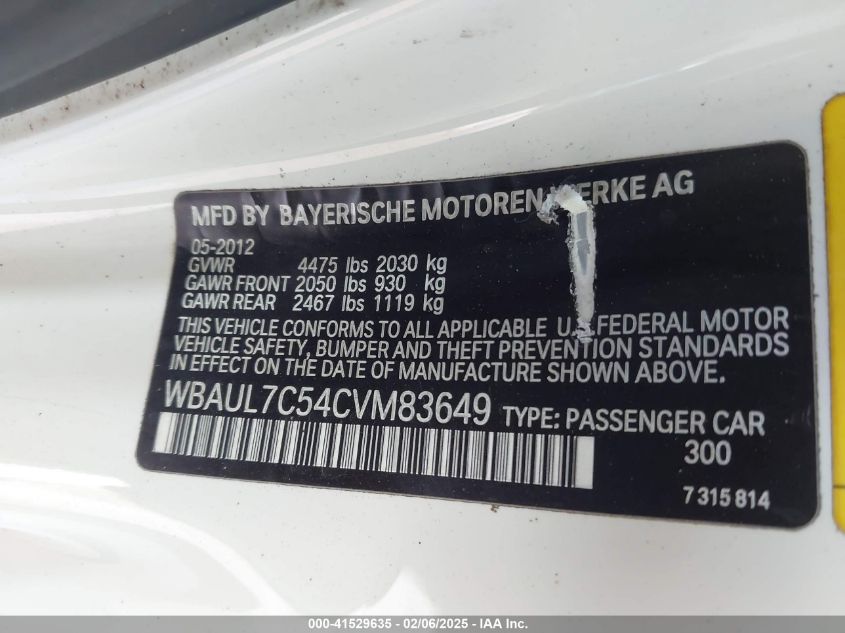 MFD BY BAYERISCHE MOTOREN WERKE AG
05-2012
GVWR 4475 lbs 2030 kg
GAWR FRONT 2050 lbs 930 kg
GAWR REAR 2467 lbs 1119 kg
THIS VEHICLE CONFORMS TO ALL APPLICABLE U.S. FEDERAL MOTOR
VEHICLE SAFETY, BUMPER AND THEFT PREVENTION STANDARDS
IN EFFECT ON THE DATE OF MANUFACTURE SHOWN ABOVE.
WBAUL7C54CVM83649 TYPE: PASSENGER CAR
300
7 315 814
000-41529635 - 02/06/2025 - IAA Inc.